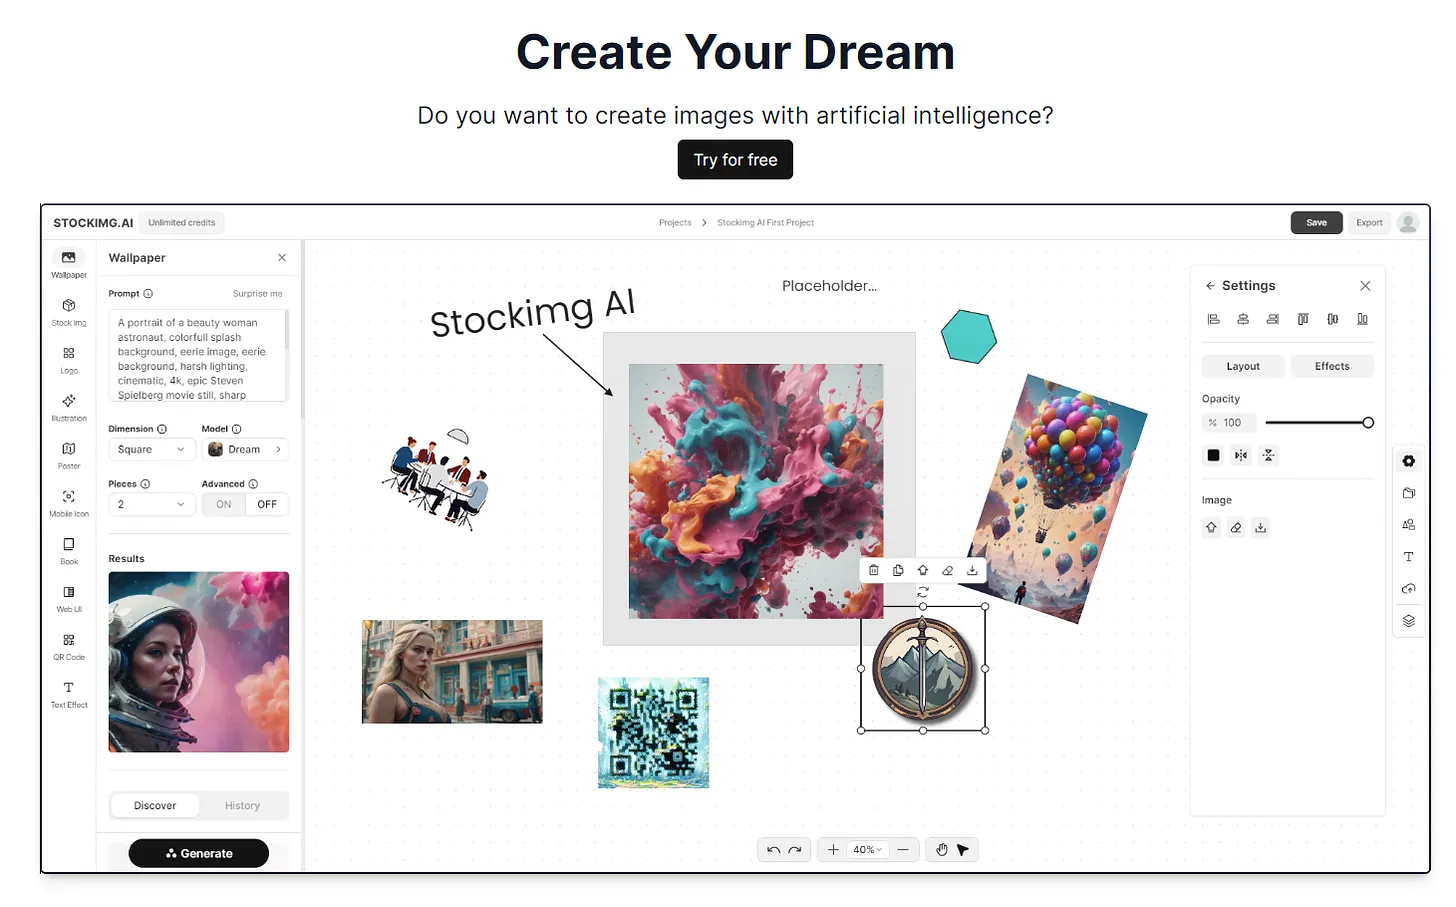 Create Your Dream
Do you want to create images with artificial intelligence?
Try for free
STOCKIMG.AI
Unlimited credits
Projects
Stockimg AI First Project
Save
Export
Wallpaper
Stock Img
Logo
Illustration
Poster
Mobile Icon
Book
Web UI
QR Code
Text Effect
Wallpaper
Prompt
Surprise me
A portrait of a beauty woman
astronaut, colorfull splash
background, eerie image, eerie
background, harsh lighting,
cinematic, 4k, epic Steven
Spielberg movie still, sharp
Dimension
Model
Square
Dream
Pieces
Advanced
2
ON
OFF
Results
Discover
History
Generate
Stockimg AI
Placeholder...
40%
Settings
Layout
Effects
Opacity
% 100
Image